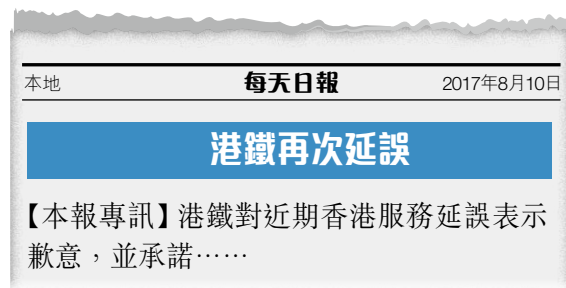 本地 每天日報 2017年8月10日
港鐵再次延誤
【本報專訊】港鐵對近期香港服務延誤表示
歉意，並承諾……